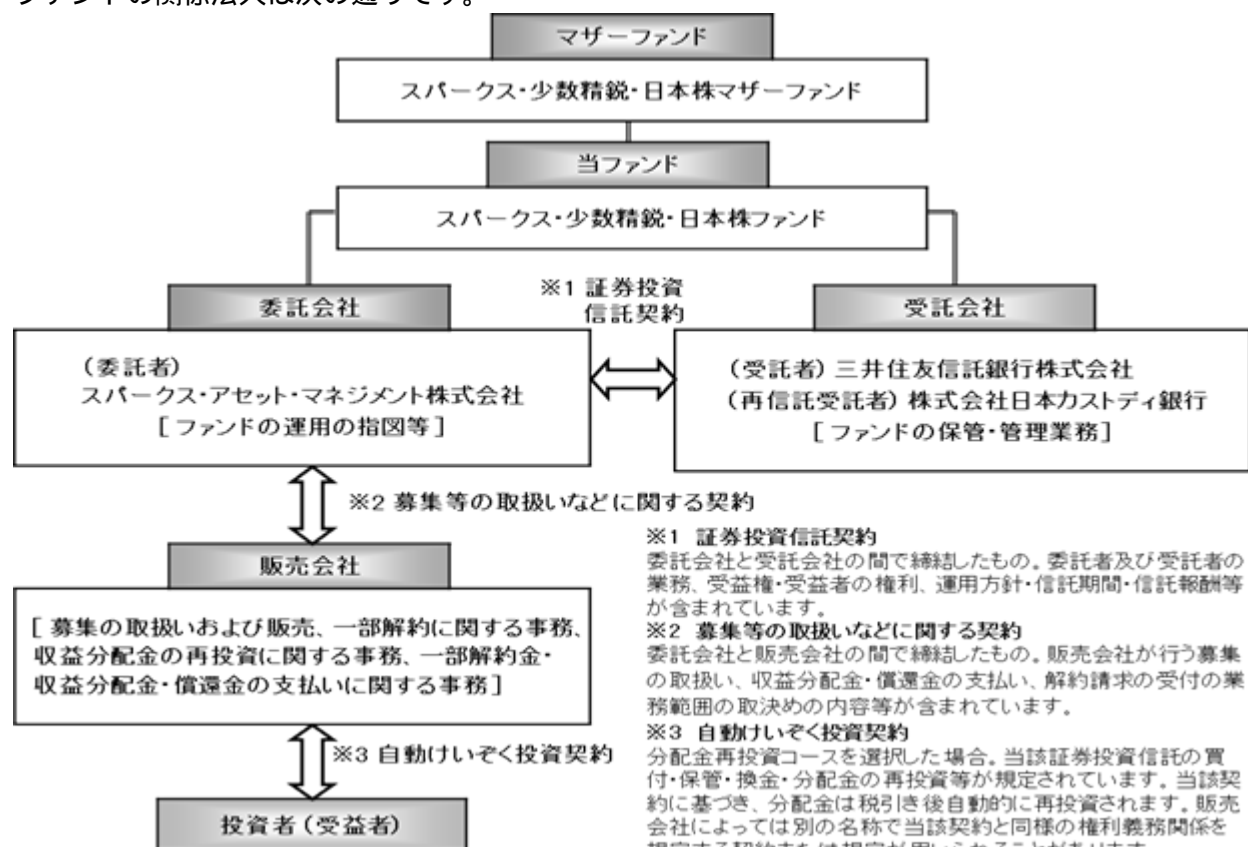 ファンドの関係法人は次の通りです。
マザーファンド
スパークス・少数精鋭・日本株マザーファンド
当ファンド
スパークス・少数精鋭・日本株ファンド
※1 証券投資
信託契約
委託会社
(委託者)
スパークス・アセット・マネジメント株式会社
[ファンドの運用の指図等]
受託会社
(受託者) 三井住友信託銀行株式会社
(再信託受託者) 株式会社日本カストディ銀行
[ファンドの保管・管理業務]
※2 募集等の取扱いなどに関する契約
販売会社
[募集の取扱いおよび販売、一部解約に関する事務、
収益分配金の再投資に関する事務、一部解約金・
収益分配金・償還金の支払いに関する事務]
※3 自動けいぞく投資契約
投資者(受益者)
※1 証券投資信託契約
委託会社と受託会社の間で締結したもの。委託者及び受託者の
業務、受益権・受益者の権利、運用方針・信託期間・信託報酬等
が含まれています。
※2 募集等の取扱いなどに関する契約
委託会社と販売会社の間で締結したもの。販売会社が行う募集
の取扱い、収益分配金・償還金の支払い、解約請求の受付の業
務範囲の取決めの内容等が含まれています。
※3 自動けいぞく投資契約
分配金再投資コースを選択した場合。当該証券投資信託の買
付・保管・換金・分配金の再投資等が規定されています。当該契
約に基づき、分配金は税引き後自動的に再投資されます。販売
会社によっては別の名称で当該契約と同様の権利義務関係を
規定する契約または規定が用いられることがあります。